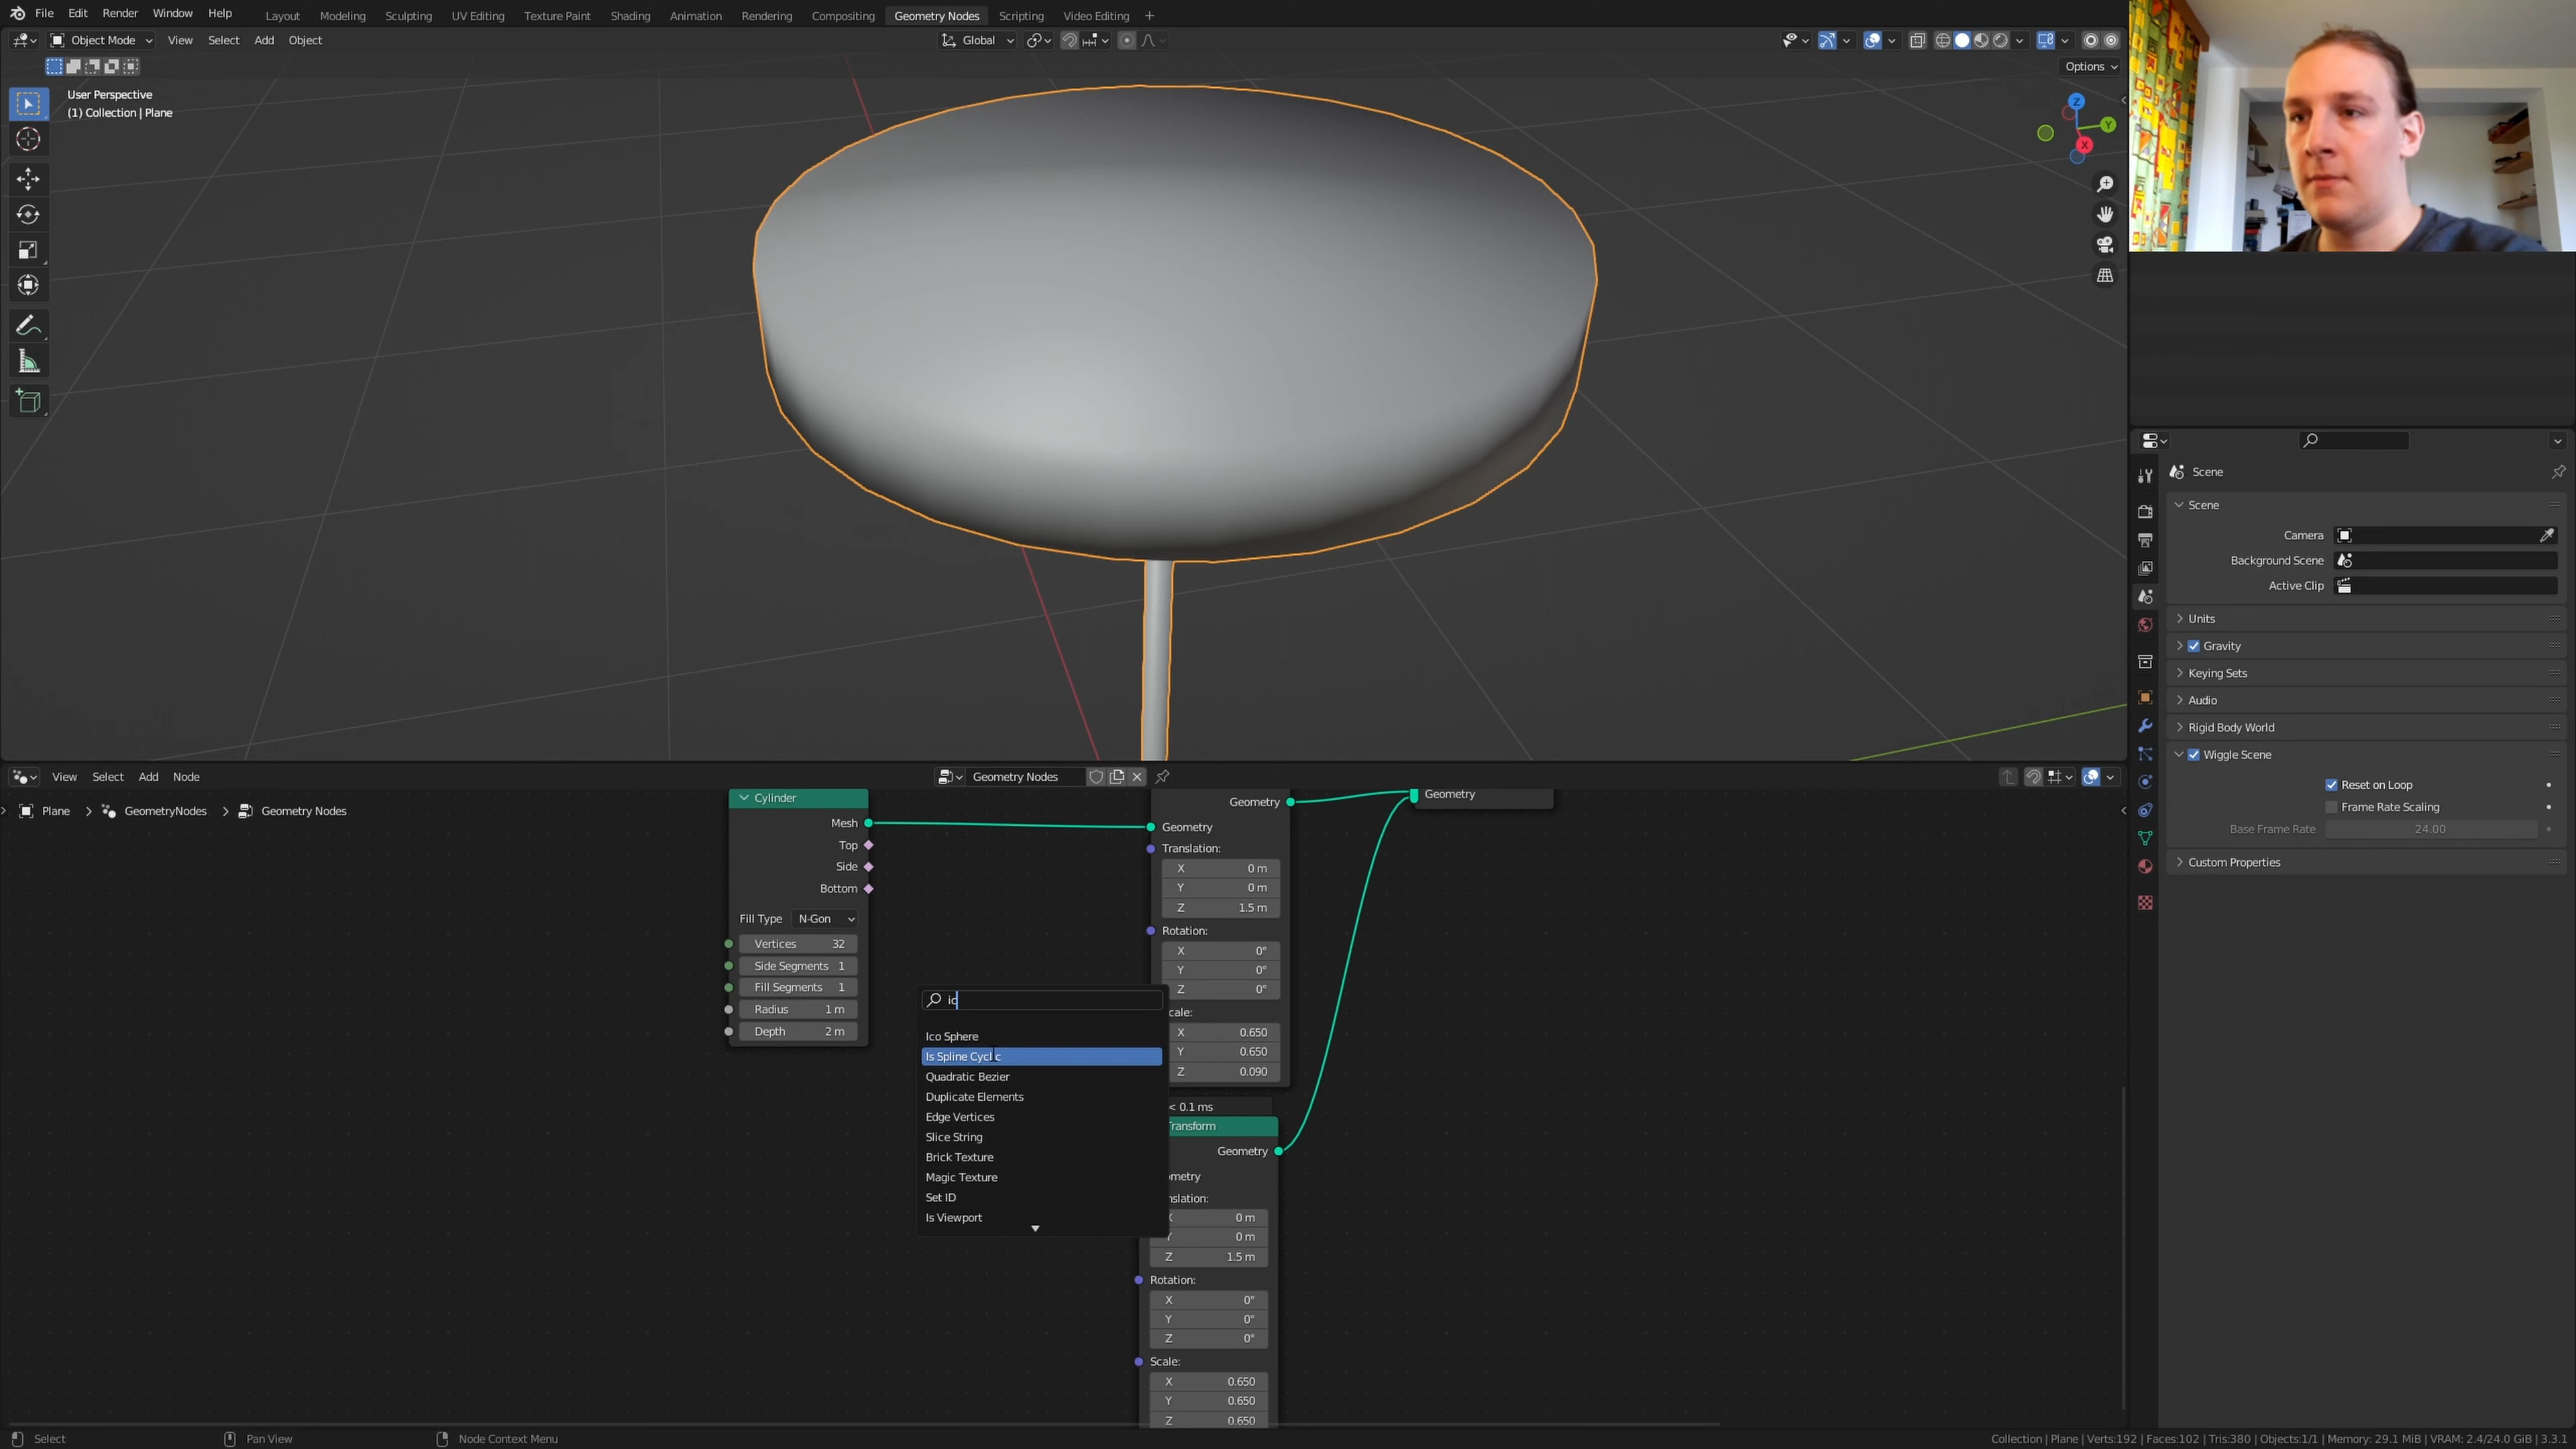 File Edit Render Window Help Layout Modeling Sculpting UV Editing Texture Paint Shading Animation Rendering Compositing Geometry Nodes Scripting Video Editing +
Object Mode View Select Add Object Global
Options
User Perspective
(1) Collection | Plane
Z
Y
X
Scene
Scene
Camera
Background Scene
Active Clip
Units
Gravity
Keying Sets
Audio
Rigid Body World
Wiggle Scene
Reset on Loop
Frame Rate Scaling
Base Frame Rate 24.00
Custom Properties
View Select Add Node Geometry Nodes
Plane > GeometryNodes > Geometry Nodes
Cylinder
Mesh
Top
Side
Bottom
Fill Type N-Gon
Vertices 32
Side Segments 1
Fill Segments 1
Radius 1 m
Depth 2 m
Geometry
Geometry
Translation:
X 0 m
Y 0 m
Z 1.5 m
Rotation:
X 0°
Y 0°
Z 0°
cale:
X 0.650
Y 0.650
Z 0.090
Geometry
ic
Ico Sphere
Is Spline Cyclic
Quadratic Bezier
Duplicate Elements
Edge Vertices
Slice String
Brick Texture
Magic Texture
Set ID
Is Viewport
< 0.1 ms
Transform
Geometry
ometry
nslation:
X 0 m
Y 0 m
Z 1.5 m
Rotation:
X 0°
Y 0°
Z 0°
Scale:
X 0.650
Y 0.650
Z 0.650
Select Pan View Node Context Menu
Collection | Plane | Verts:192 | Faces:102 | Tris:380 | Objects:1/1 | Memory: 29.1 MiB | VRAM: 2.4/24.0 GiB | 3.3.1